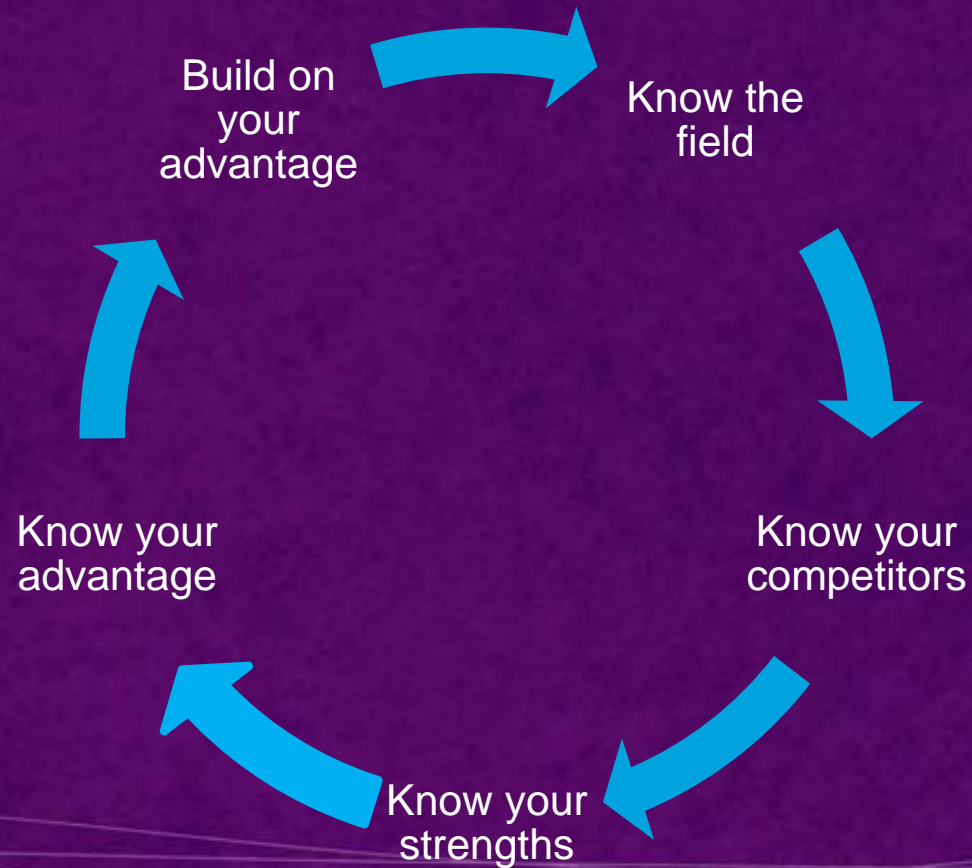 Build on
your
advantage
Know the
field
Know your
competitors
Know your
strengths
Know your
advantage